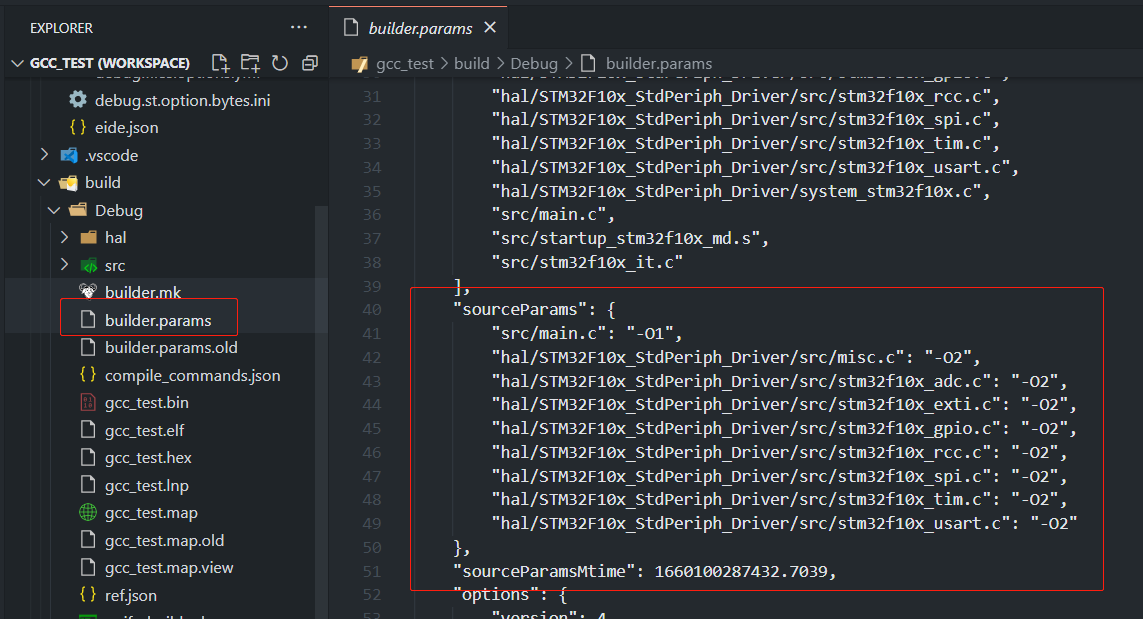 EXPLORER
GCC_TEST (WORKSPACE)
debug.st.option.bytes.ini
eide.json
.vscode
build
Debug
hal
src
builder.mk
builder.params
builder.params.old
compile_commands.json
gcc_test.bin
gcc_test.elf
gcc_test.hex
gcc_test.lnp
gcc_test.map
gcc_test.map.old
gcc_test.map.view
ref.json
builder.params
gcc_test > build > Debug > builder.params
31 "hal/STM32F10x_StdPeriph_Driver/src/stm32f10x_rcc.c",
32 "hal/STM32F10x_StdPeriph_Driver/src/stm32f10x_spi.c",
33 "hal/STM32F10x_StdPeriph_Driver/src/stm32f10x_tim.c",
34 "hal/STM32F10x_StdPeriph_Driver/src/stm32f10x_usart.c",
35 "hal/STM32F10x_StdPeriph_Driver/system_stm32f10x.c",
36 "src/main.c",
37 "src/startup_stm32f10x_md.s",
38 "src/stm32f10x_it.c"
39 ],
40 "sourceParams": {
41 "src/main.c": "-O1",
42 "hal/STM32F10x_StdPeriph_Driver/src/misc.c": "-O2",
43 "hal/STM32F10x_StdPeriph_Driver/src/stm32f10x_adc.c": "-O2",
44 "hal/STM32F10x_StdPeriph_Driver/src/stm32f10x_exti.c": "-O2",
45 "hal/STM32F10x_StdPeriph_Driver/src/stm32f10x_gpio.c": "-O2",
46 "hal/STM32F10x_StdPeriph_Driver/src/stm32f10x_rcc.c": "-O2",
47 "hal/STM32F10x_StdPeriph_Driver/src/stm32f10x_spi.c": "-O2",
48 "hal/STM32F10x_StdPeriph_Driver/src/stm32f10x_tim.c": "-O2",
49 "hal/STM32F10x_StdPeriph_Driver/src/stm32f10x_usart.c": "-O2"
50 },
51 "sourceParamsMtime": 1660100287432.7039,
52 "options": {
53 "version": 4